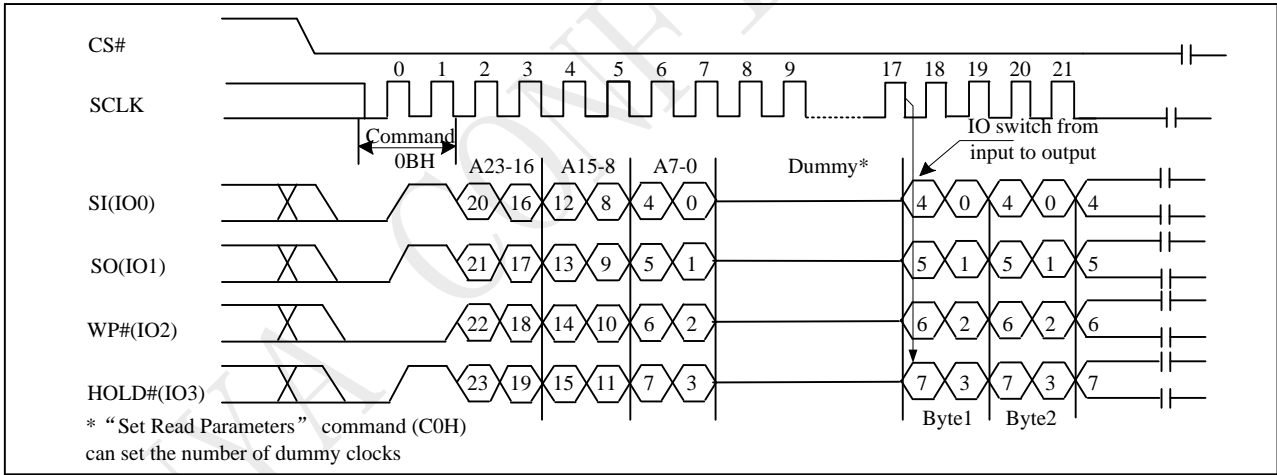 CS#
0 1 2 3 4 5 6 7 8 9 17 18 19 20 21
SCLK
Command
0BH
IO switch from
input to output
A23-16 A15-8 A7-0 Dummy*
SI(IO0) 20 16 12 8 4 0 4 0 4 0 4
SO(IO1) 21 17 13 9 5 1 5 1 5 1 5
WP#(IO2) 22 18 14 10 6 2 6 2 6 2 6
HOLD#(IO3) 23 19 15 11 7 3 7 3 7 3 7
Byte1 Byte2
* “Set Read Parameters” command (C0H)
can set the number of dummy clocks